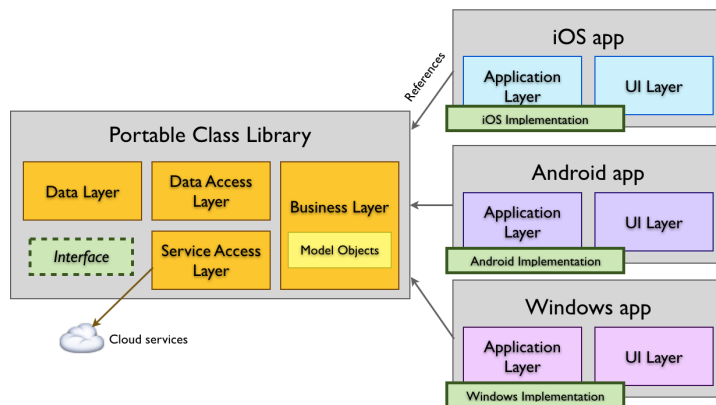 Portable Class Library
Data Layer
Data Access
Layer
Business Layer
Model Objects
Interface
Service Access
Layer
Cloud services
References
iOS app
Application
Layer
UI Layer
iOS Implementation
Android app
Application
Layer
UI Layer
Android Implementation
Windows app
Application
Layer
UI Layer
Windows Implementation